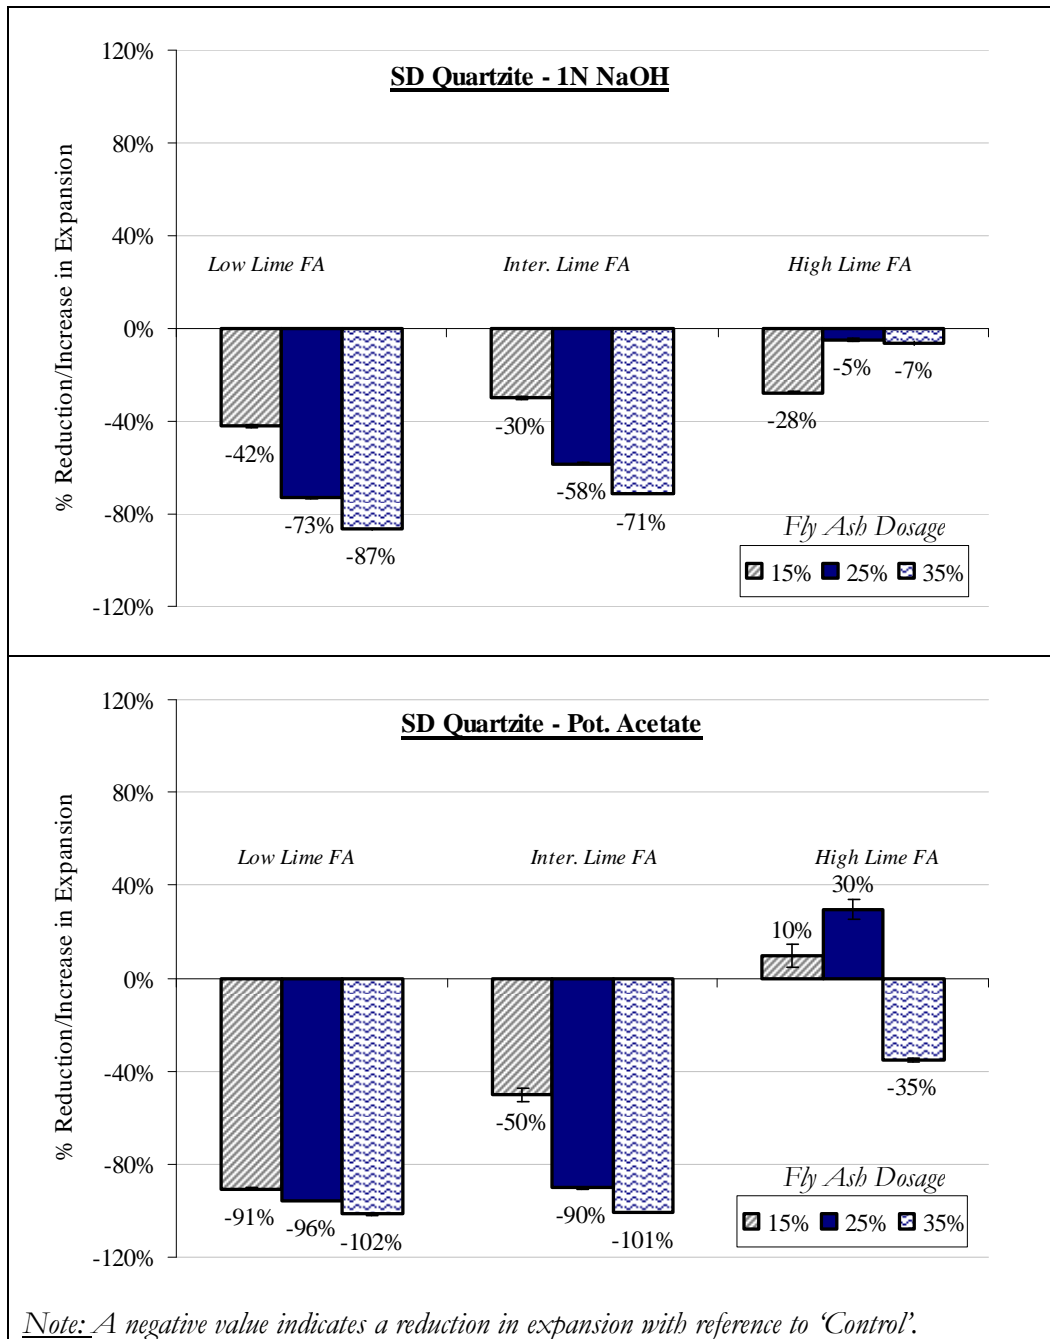 SD Quartzite - 1N NaOH
% Reduction/Increase in Expansion
120%
80%
40%
0%
-40%
-80%
-120%
Low Lime FA
Inter. Lime FA
High Lime FA
-42%
-73%
-87%
-30%
-58%
-71%
-28%
-5%
-7%
Fly Ash Dosage
15% 25% 35%
SD Quartzite - Pot. Acetate
% Reduction/Increase in Expansion
120%
80%
40%
0%
-40%
-80%
-120%
Low Lime FA
Inter. Lime FA
High Lime FA
-91%
-96%
-102%
-50%
-90%
-101%
10%
30%
-35%
Fly Ash Dosage
15% 25% 35%
Note: A negative value indicates a reduction in expansion with reference to ‘Control’.